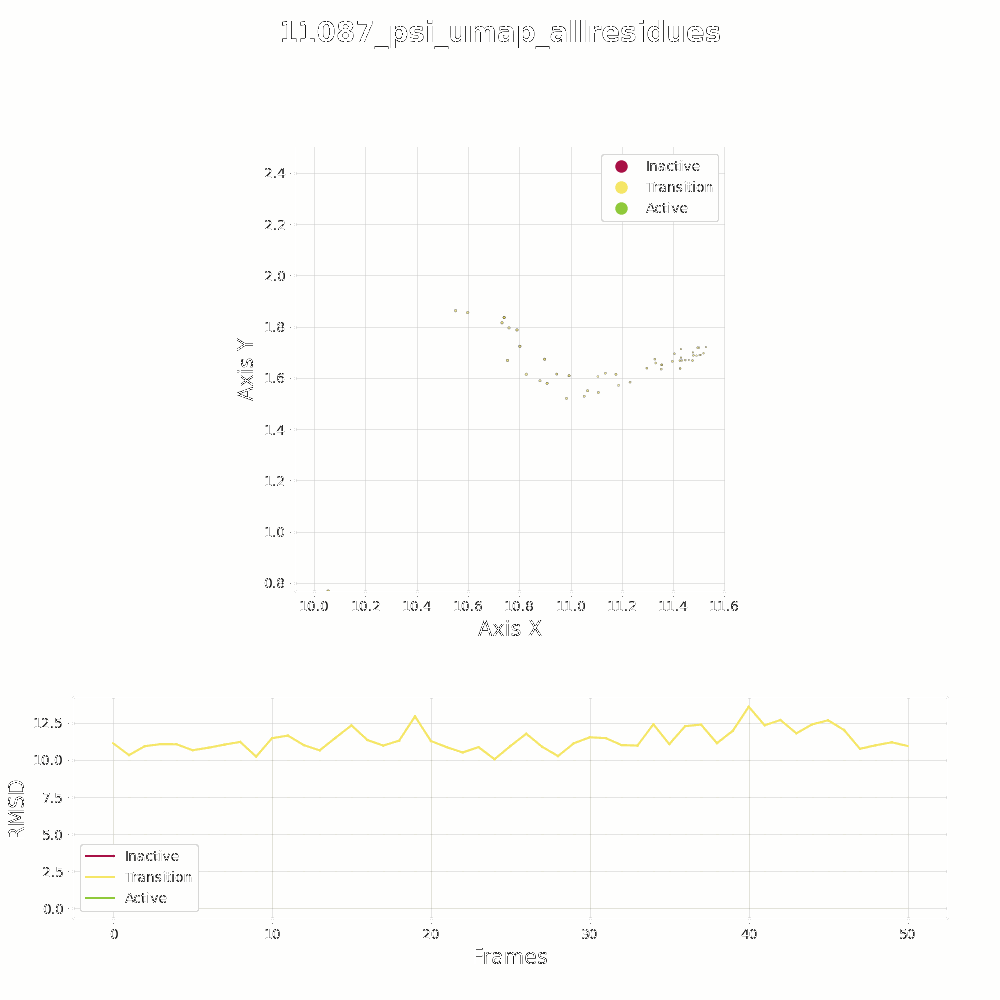 11087_psi_umap_allresidues
Inactive
Transition
Active
2.4
2.2
2.0
1.8
1.6
1.4
1.2
1.0
0.8
Axis Y
10.0 10.2 10.4 10.6 10.8 11.0 11.2 11.4 11.6
Axis X
12.5
10.0
7.5
5.0
2.5
0.0
RMSD
Inactive
Transition
Active
0 10 20 30 40 50
Frames